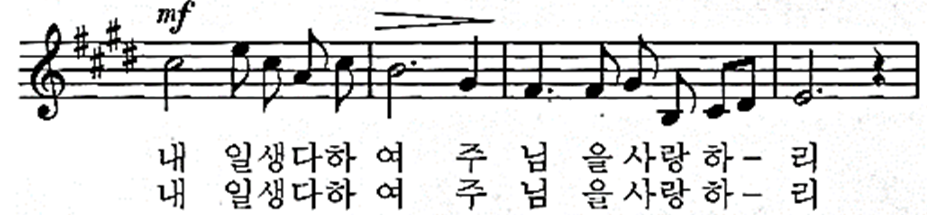 mf
내 일생다하 여 주 님 을 사랑 하 - 리
내 일생다하 여 주 님 을 사랑 하 - 리